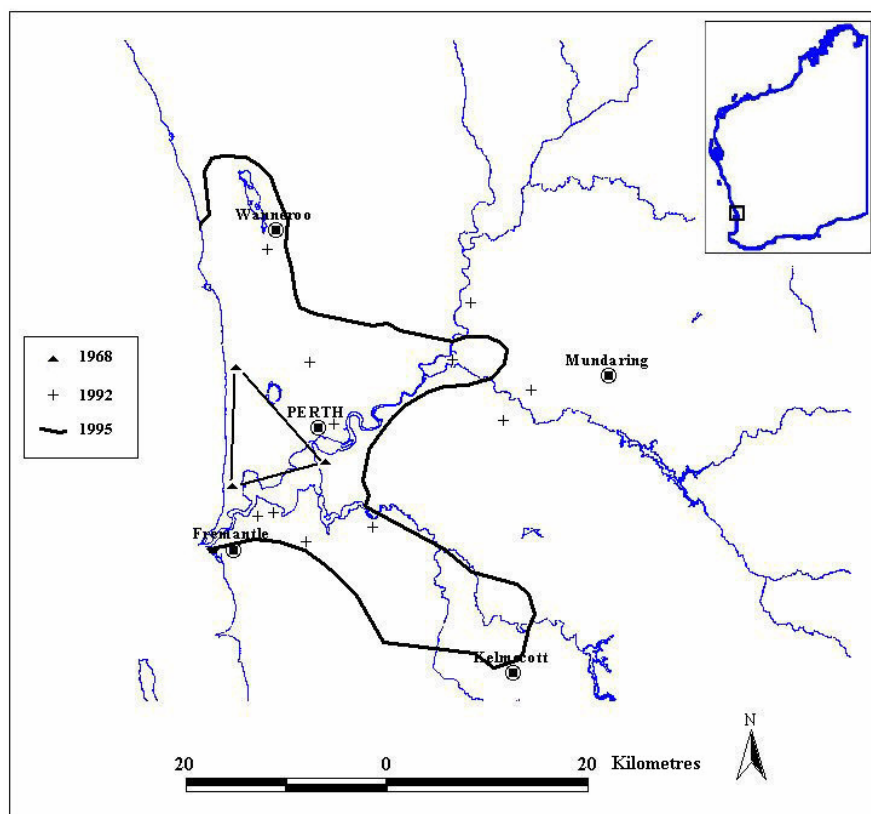 Wanneroo
1968
1992
1995
Mundaring
PERTH
Fremantle
Kelmscott
N
20 0 20 Kilometres